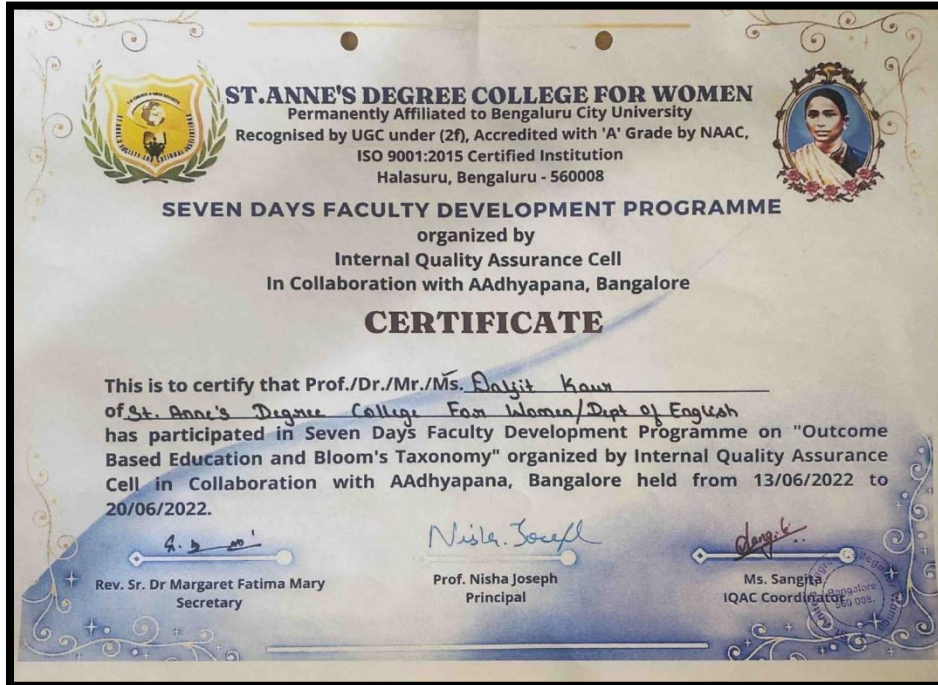 ST.ANNE'S DEGREE COLLEGE FOR WOMEN
Permanently Affiliated to Bengaluru City University
Recognised by UGC under (2f), Accredited with 'A' Grade by NAAC,
ISO 9001:2015 Certified Institution
Halasuru, Bengaluru - 560008
SEVEN DAYS FACULTY DEVELOPMENT PROGRAMME
organized by
Internal Quality Assurance Cell
In Collaboration with AAdhyapana, Bangalore
CERTIFICATE
This is to certify that Prof./Dr./Mr./Ms. Daljit Kaur
of St. Anne's Degree College For Women/Dept of English
has participated in Seven Days Faculty Development Programme on "Outcome
Based Education and Bloom's Taxonomy" organized by Internal Quality Assurance
Cell in Collaboration with AAdhyapana, Bangalore held from 13/06/2022 to
20/06/2022.
Nisha Joseph
Rev. Sr. Dr Margaret Fatima Mary
Secretary
Prof. Nisha Joseph
Principal
Ms. Sangita
IQAC Coordinator
Bangalore
560 008.